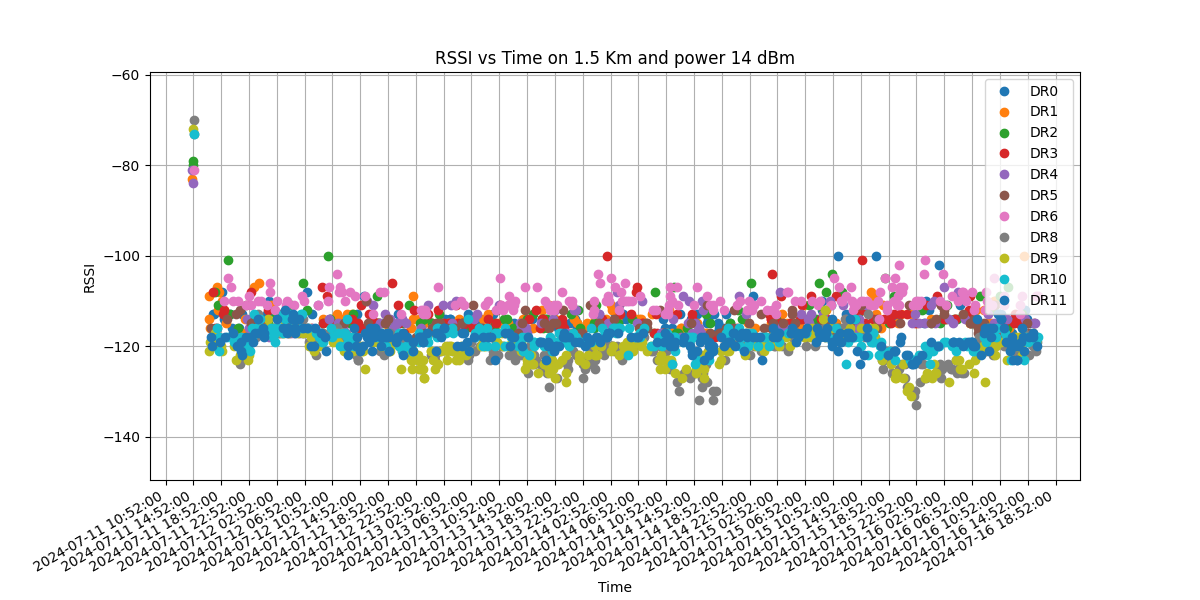 RSSI vs Time on 1.5 Km and power 14 dBm
−60
−80
−100
−120
−140
RSSI
DR0
DR1
DR2
DR3
DR4
DR5
DR6
DR8
DR9
DR10
DR11
2024-07-11 10:52:00
2024-07-11 14:52:00
2024-07-11 18:52:00
2024-07-11 22:52:00
2024-07-12 02:52:00
2024-07-12 06:52:00
2024-07-12 10:52:00
2024-07-12 14:52:00
2024-07-12 18:52:00
2024-07-12 22:52:00
2024-07-13 02:52:00
2024-07-13 06:52:00
2024-07-13 10:52:00
2024-07-13 14:52:00
2024-07-13 18:52:00
2024-07-13 22:52:00
2024-07-14 02:52:00
2024-07-14 06:52:00
2024-07-14 10:52:00
2024-07-14 14:52:00
2024-07-14 18:52:00
2024-07-14 22:52:00
2024-07-15 02:52:00
2024-07-15 06:52:00
2024-07-15 10:52:00
2024-07-15 14:52:00
2024-07-15 18:52:00
2024-07-15 22:52:00
2024-07-16 02:52:00
2024-07-16 06:52:00
2024-07-16 10:52:00
2024-07-16 14:52:00
2024-07-16 18:52:00
Time